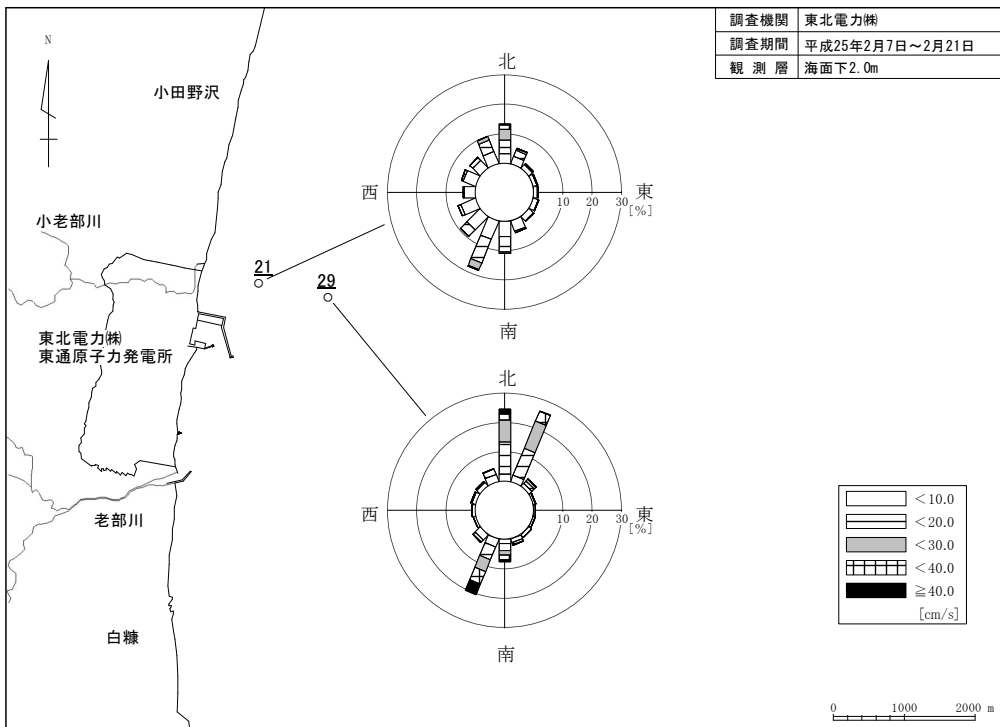 調査機関 東北電力㈱
調査期間 平成25年2月7日～2月21日
観測層 海面下2.0m
N
小田野沢
小老部川
東北電力㈱
東通原子力発電所
老部川
白糠
21
29
北
西
東
南
10 20 30
[%]
北
西
東
南
10 20 30
[%]
＜10.0
＜20.0
＜30.0
＜40.0
≧40.0
[cm/s]
0 1000 2000 m